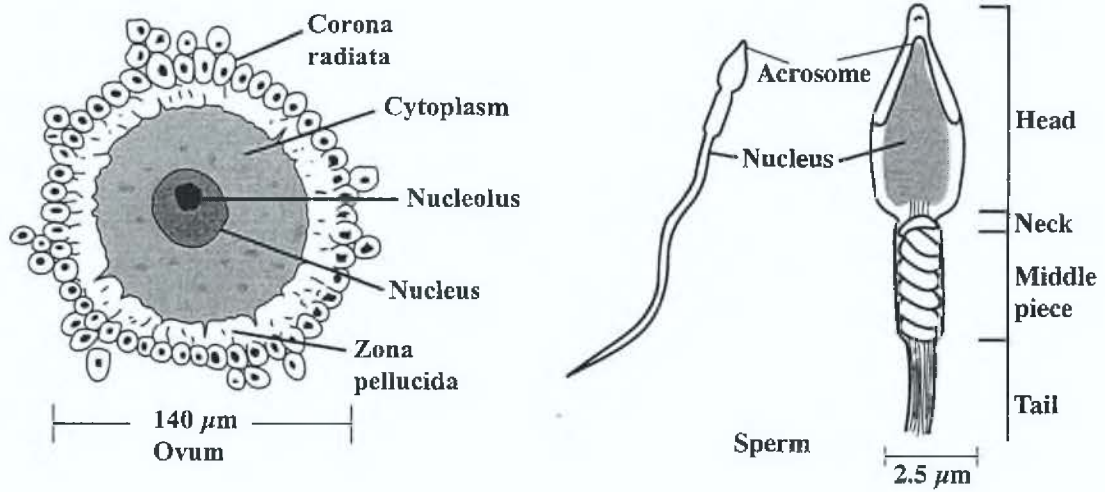 Corona
radiata
Cytoplasm
Nucleolus
Nucleus
Zona
pellucida
140 µm
Ovum
Acrosome
Nucleus
Sperm
Head
Neck
Middle
piece
Tail
2.5 µm